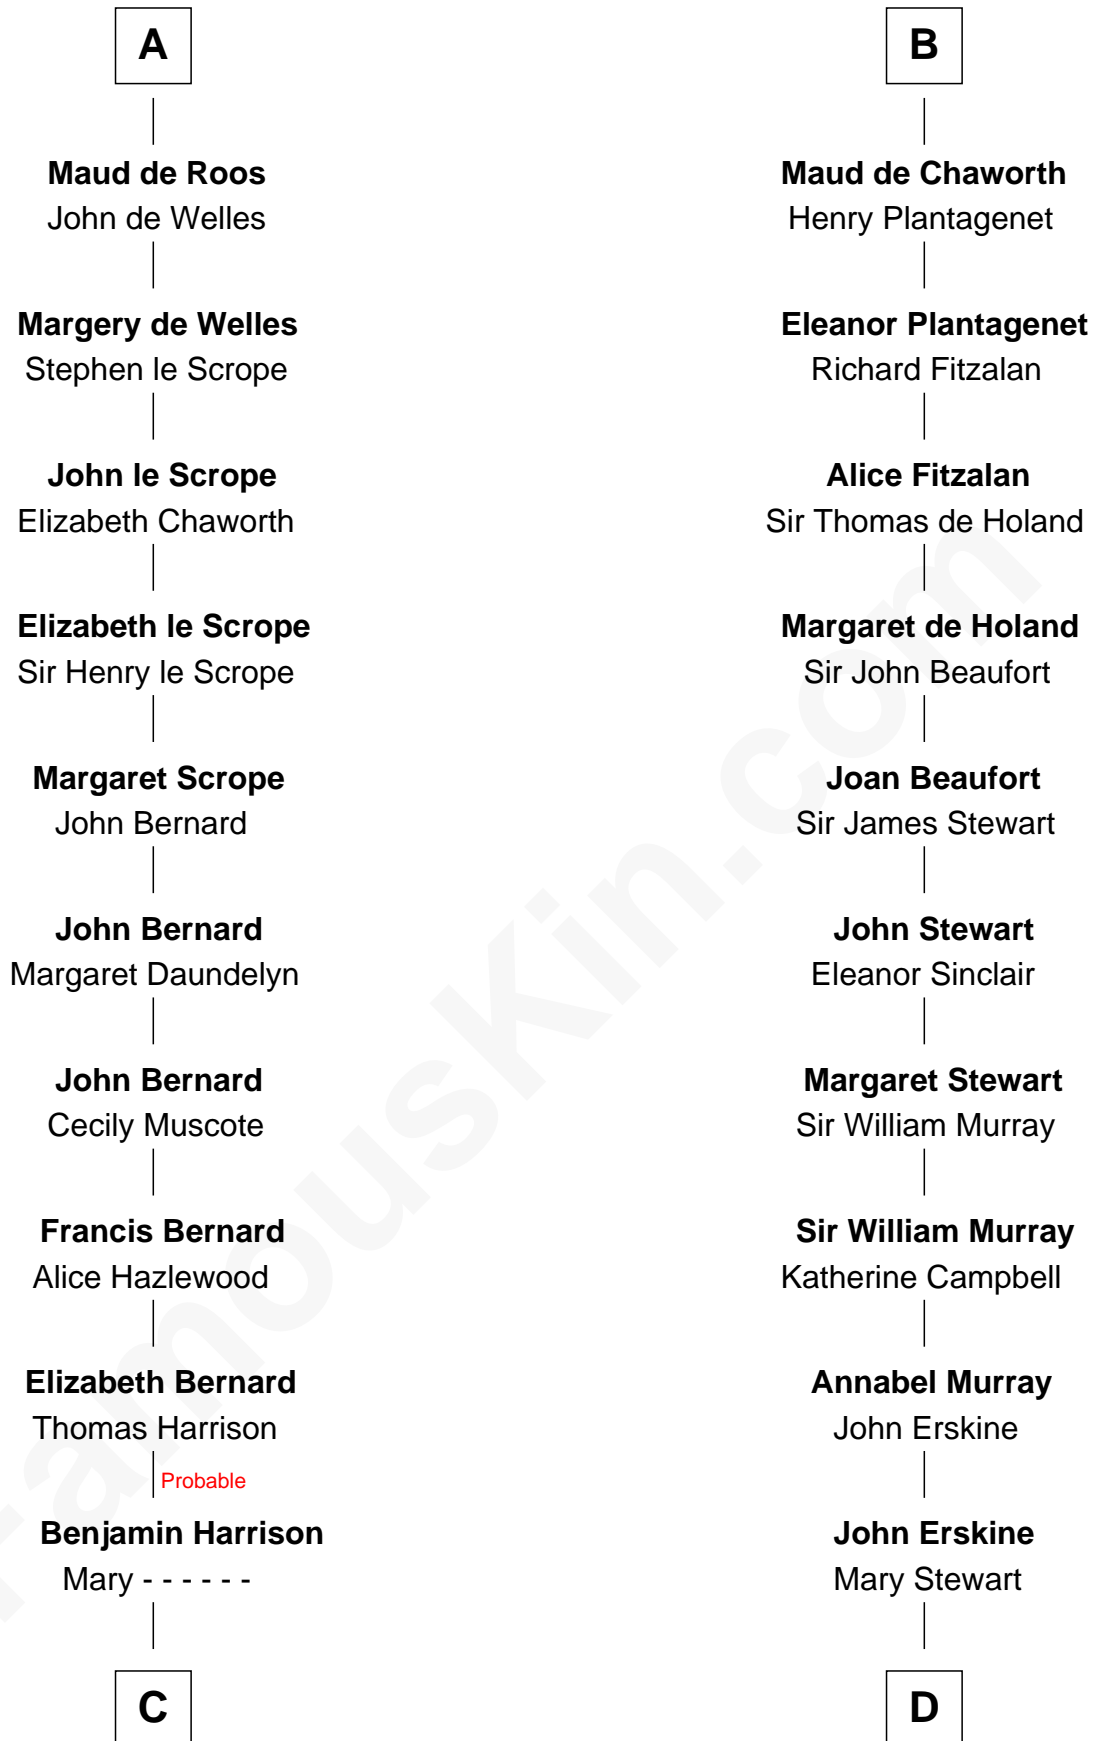 A
Maud de Roos
John de Welles
Margery de Welles
Stephen le Scrope
John le Scrope
Elizabeth Chaworth
Elizabeth le Scrope
Sir Henry le Scrope
Margaret Scrope
John Bernard
John Bernard
Margaret Daundelyn
John Bernard
Cecily Muscote
Francis Bernard
Alice Hazlewood
Elizabeth Bernard
Thomas Harrison
Probable
Benjamin Harrison
Mary - - - - - -
C
B
Maud de Chaworth
Henry Plantagenet
Eleanor Plantagenet
Richard Fitzalan
Alice Fitzalan
Sir Thomas de Holand
Margaret de Holand
Sir John Beaufort
Joan Beaufort
Sir James Stewart
John Stewart
Eleanor Sinclair
Margaret Stewart
Sir William Murray
Sir William Murray
Katherine Campbell
Annabel Murray
John Erskine
John Erskine
Mary Stewart
D
FamousKin.com